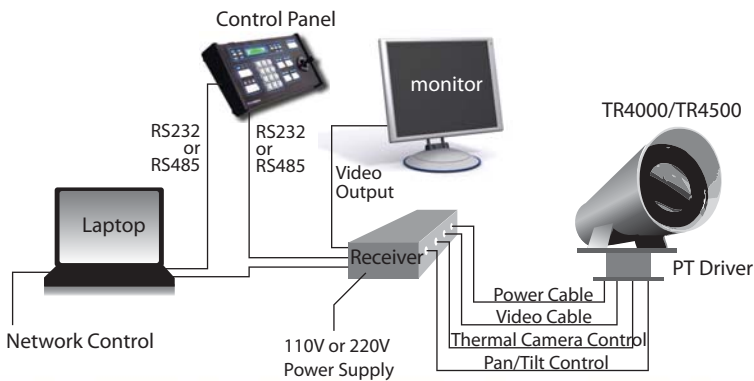 Control Panel
monitor
TR4000/TR4500
RS232
or
RS485
RS232
or
RS485
Video
Output
Laptop
Receiver
PT Driver
Power Cable
Video Cable
Thermal Camera Control
Pan/Tilt Control
Network Control
110V or 220V
Power Supply